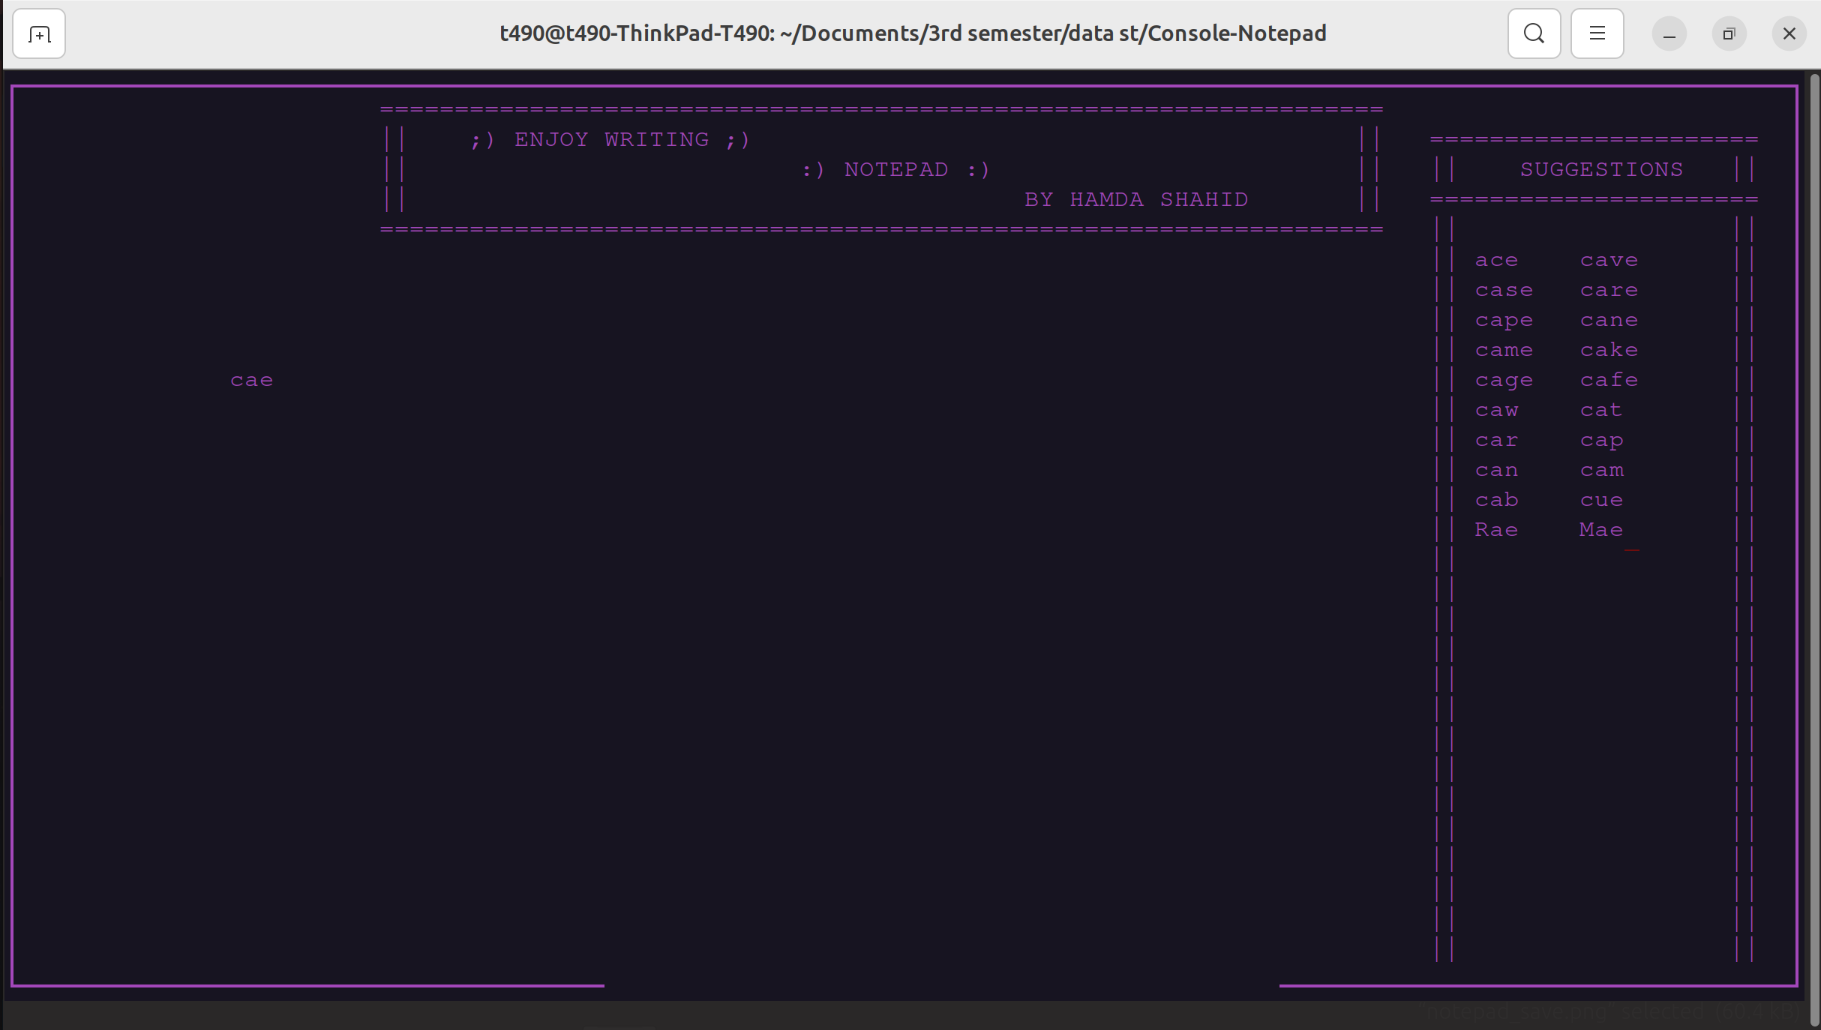 t490@t490-ThinkPad-T490: ~/Documents/3rd semester/data st/Console-Notepad
===================================================================
|| ;) ENJOY WRITING ;) ||
|| :) NOTEPAD :) ||
|| BY HAMDA SHAHID ||
===================================================================
cae
======================
|| SUGGESTIONS ||
======================
|| ||
|| ace cave ||
|| case care ||
|| cape cane ||
|| came cake ||
|| cage cafe ||
|| caw cat ||
|| car cap ||
|| can cam ||
|| cab cue ||
|| Rae Mae ||
|| ||
|| ||
|| ||
|| ||
|| ||
|| ||
|| ||
|| ||
|| ||
|| ||
|| ||
|| ||
|| ||
|| ||